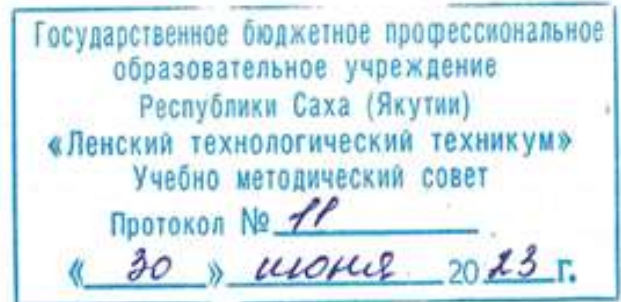 Государственное бюджетное профессиональное
образовательное учреждение
Республики Саха (Якутии)
«Ленский технологический техникум»
Учебно методический совет
Протокол № 11
« 30 » июня 2023 г.